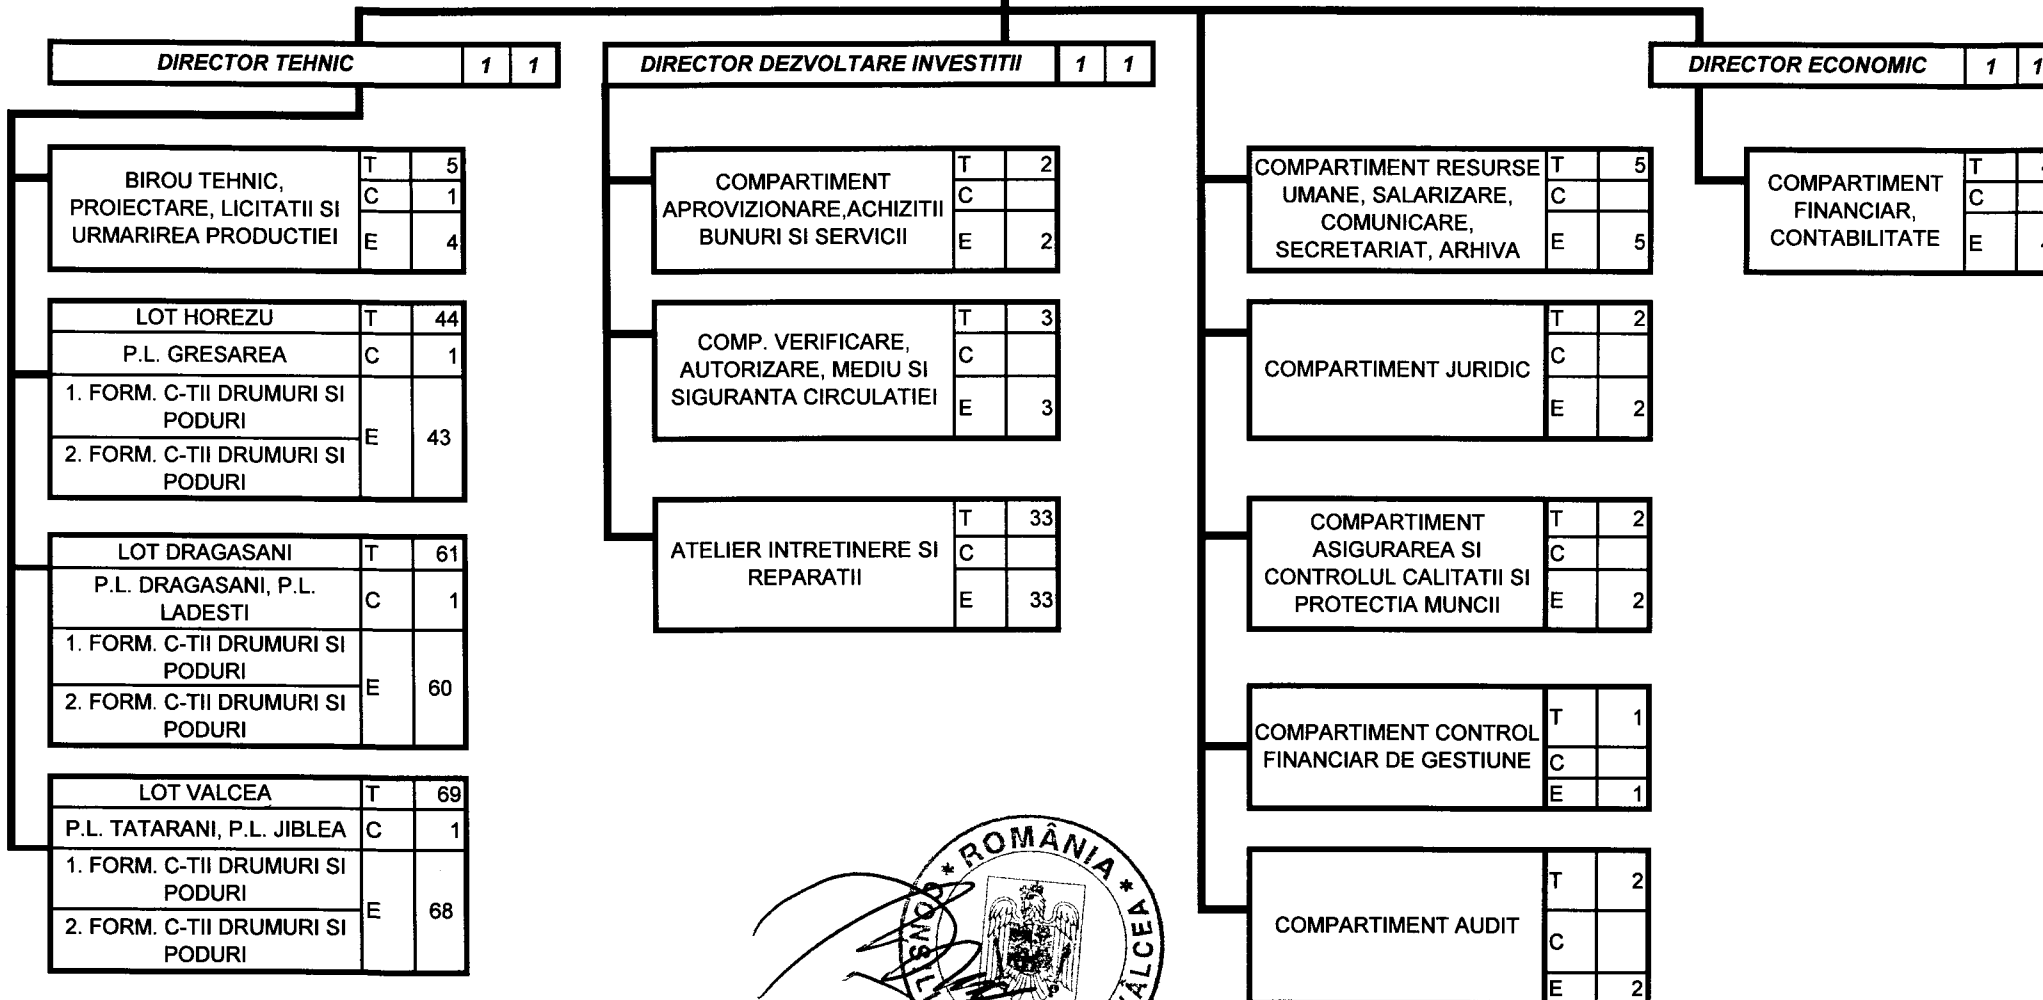 DIRECTOR TEHNIC 1 1
BIROU TEHNIC,
PROIECTARE, LICITATII SI
URMARIREA PRODUCTIEI
T 5
C 1
E 4
LOT HOREZU T 44
P.L. GRESAREA C 1
1. FORM. C-TII DRUMURI SI
PODURI
2. FORM. C-TII DRUMURI SI
PODURI
E 43
LOT DRAGASANI T 61
P.L. DRAGASANI, P.L.
LADESTI
C 1
1. FORM. C-TII DRUMURI SI
PODURI
2. FORM. C-TII DRUMURI SI
PODURI
E 60
LOT VALCEA T 69
P.L. TATARANI, P.L. JIBLEA C 1
1. FORM. C-TII DRUMURI SI
PODURI
2. FORM. C-TII DRUMURI SI
PODURI
E 68
DIRECTOR DEZVOLTARE INVESTITII 1 1
COMPARTIMENT
APROVIZIONARE,ACHIZITII
BUNURI SI SERVICII
T 2
C
E 2
COMP. VERIFICARE,
AUTORIZARE, MEDIU SI
SIGURANTA CIRCULATIEI
T 3
C
E 3
ATELIER INTRETINERE SI
REPARATII
T 33
C
E 33
COMPARTIMENT RESURSE
UMANE, SALARIZARE,
COMUNICARE,
SECRETARIAT, ARHIVA
T 5
C
E 5
COMPARTIMENT JURIDIC
T 2
C
E 2
COMPARTIMENT
ASIGURAREA SI
CONTROLUL CALITATII SI
PROTECTIA MUNCII
T 2
C
E 2
COMPARTIMENT CONTROL
FINANCIAR DE GESTIUNE
T 1
C
E 1
COMPARTIMENT AUDIT
T 2
C
E 2
DIRECTOR ECONOMIC 1 1
COMPARTIMENT
FINANCIAR,
CONTABILITATE
T
C
E
* ROMÂNIA *